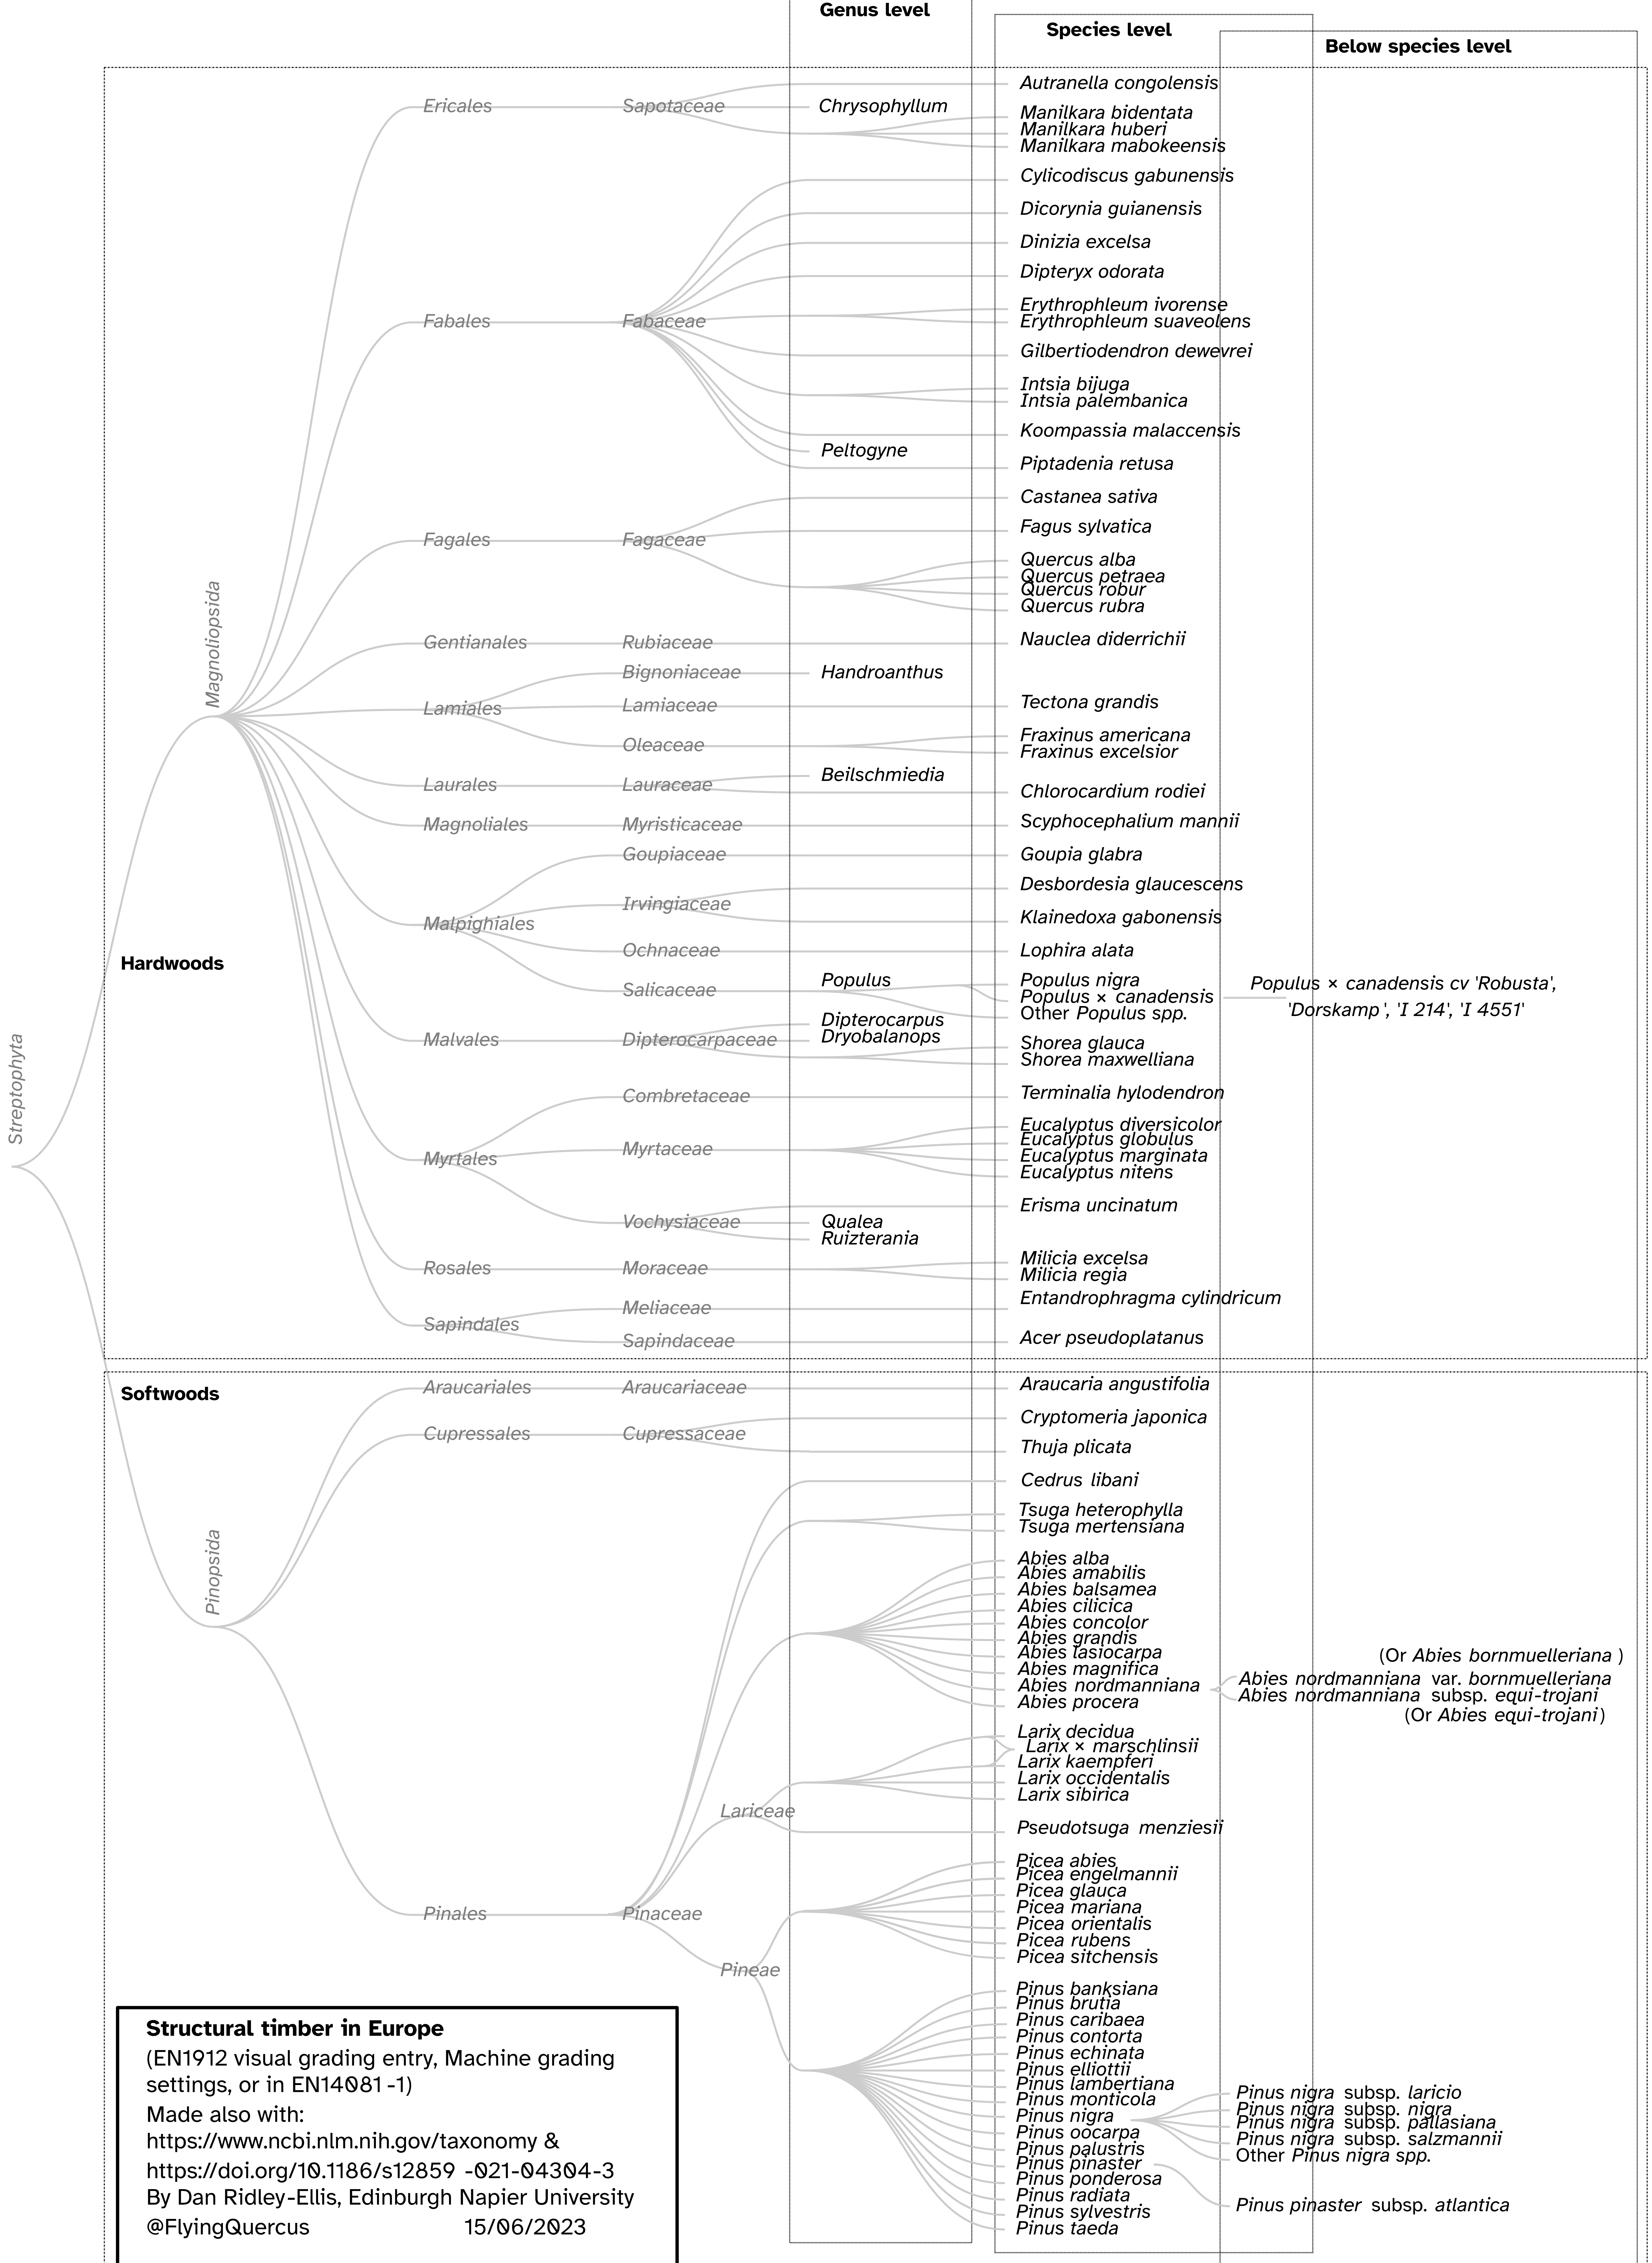 Genus level
Species level
Below species level
Streptophyta
Magnoliopsida
Hardwoods
Ericales
Sapotaceae
Autranella congolensis
Chrysophyllum
Manilkara bidentata
Manilkara huberi
Manilkara mabokeensis
Fabales
Fabaceae
Cylicodiscus gabunensis
Dicorynia guianensis
Dinizia excelsa
Dipteryx odorata
Erythrophleum ivorense
Erythrophleum suaveolens
Gilbertiodendron dewevrei
Intsia bijuga
Intsia palembanica
Koompassia malaccensis
Peltogyne
Piptadenia retusa
Fagales
Fagaceae
Castanea sativa
Fagus sylvatica
Quercus alba
Quercus petraea
Quercus robur
Quercus rubra
Gentianales
Rubiaceae
Nauclea diderrichii
Lamiales
Bignoniaceae
Handroanthus
Lamiaceae
Tectona grandis
Oleaceae
Fraxinus americana
Fraxinus excelsior
Laurales
Lauraceae
Beilschmiedia
Chlorocardium rodiei
Magnoliales
Myristicaceae
Scyphocephalium mannii
Malpighiales
Goupiaceae
Goupia glabra
Irvingiaceae
Desbordesia glaucescens
Klainedoxa gabonensis
Ochnaceae
Lophira alata
Salicaceae
Populus
Populus nigra
Populus × canadensis
Other Populus spp.
Populus × canadensis cv 'Robusta',
'Dorskamp', 'I 214', 'I 4551'
Malvales
Dipterocarpaceae
Dipterocarpus
Dryobalanops
Shorea glauca
Shorea maxwelliana
Myrtales
Combretaceae
Terminalia hylodendron
Myrtaceae
Eucalyptus diversicolor
Eucalyptus globulus
Eucalyptus marginata
Eucalyptus nitens
Vochysiaceae
Erisma uncinatum
Qualea
Ruizterania
Rosales
Moraceae
Milicia excelsa
Milicia regia
Sapindales
Meliaceae
Entandrophragma cylindricum
Sapindaceae
Acer pseudoplatanus
Softwoods
Pinopsida
Araucariales
Araucariaceae
Araucaria angustifolia
Cupressales
Cupressaceae
Cryptomeria japonica
Thuja plicata
Pinales
Pinaceae
Cedrus libani
Tsuga heterophylla
Tsuga mertensiana
Abies alba
Abies amabilis
Abies balsamea
Abies cilicica
Abies concolor
Abies grandis
Abies lasiocarpa
Abies magnifica
Abies nordmanniana
Abies procera
(Or Abies bornmuelleriana )
Abies nordmanniana var. bornmuelleriana
Abies nordmanniana subsp. equi-trojani
(Or Abies equi-trojani)
Lariceae
Larix decidua
Larix × marschlinsii
Larix kaempferi
Larix occidentalis
Larix sibirica
Pseudotsuga menziesii
Pineae
Picea abies
Picea engelmannii
Picea glauca
Picea mariana
Picea orientalis
Picea rubens
Picea sitchensis
Pinus banksiana
Pinus brutia
Pinus caribaea
Pinus contorta
Pinus echinata
Pinus elliottii
Pinus lambertiana
Pinus monticola
Pinus nigra
Pinus oocarpa
Pinus palustris
Pinus pinaster
Pinus ponderosa
Pinus radiata
Pinus sylvestris
Pinus taeda
Pinus nigra subsp. laricio
Pinus nigra subsp. nigra
Pinus nigra subsp. pallasiana
Pinus nigra subsp. salzmannii
Other Pinus nigra spp.
Pinus pinaster subsp. atlantica
Structural timber in Europe
(EN1912 visual grading entry, Machine grading
settings, or in EN14081-1)
Made also with:
https://www.ncbi.nlm.nih.gov/taxonomy &
https://doi.org/10.1186/s12859-021-04304-3
By Dan Ridley-Ellis, Edinburgh Napier University
@FlyingQuercus 15/06/2023